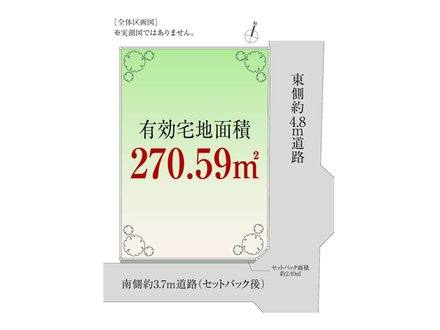 [全体区画図]
※実測図ではありません。
N
有効宅地面積
270.59㎡
東側約4.8m道路
セットバック面積
約2.40㎡
南側約3.7m道路(セットバック後)